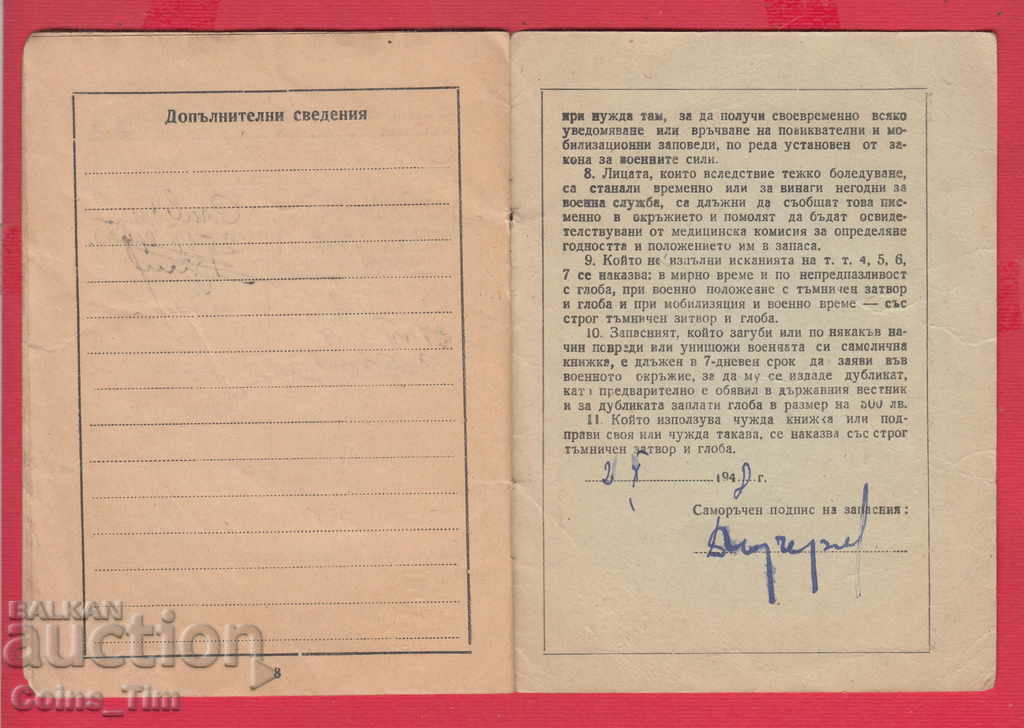 Допълнителни сведения
8
при нужда там, за да получи своевременно всяко
уведомяване или връчване на повиквателни и мо-
билизационни заповеди, по реда установен от за-
кона за военните сили.
8. Лицата, които вследствие тежко боледуване,
са станали временно или за винаги негодни за
военна служба, са длъжни да съобщат това пис-
менно в окръжието и помолят да бъдат освиде-
телствувани от медицинска комисия за определяне
годността и положението им в запаса.
9. Който не изпълни исканията на т. т. 4, 5, 6,
7 се наказва: в мирно време и по непредпазливост
с глоба, при военно положение с тъмничен затвор
и глоба и при мобилизяция и военно време — със
строг тъмничен зитвор и глоба.
10. Запасният, който загуби или по някакъв на-
чин повреди или унишожи военната си самолична
книжка, е длъжен в 7-дневен срок да заяви във
военното окръжие, за да му се издаде дубликат,
кат предварително е обявил в държавния вестник
и за дубликата заплати глоба в размер на 500 лв.
11. Който използува чужда книжка или под-
прави своя или чужда такава, се наказва със строг
тъмничен затвор и глоба.
2 X 1948 г.
Саморъчен подпис на запасния:
BALKAN
auction
Coins_Tim